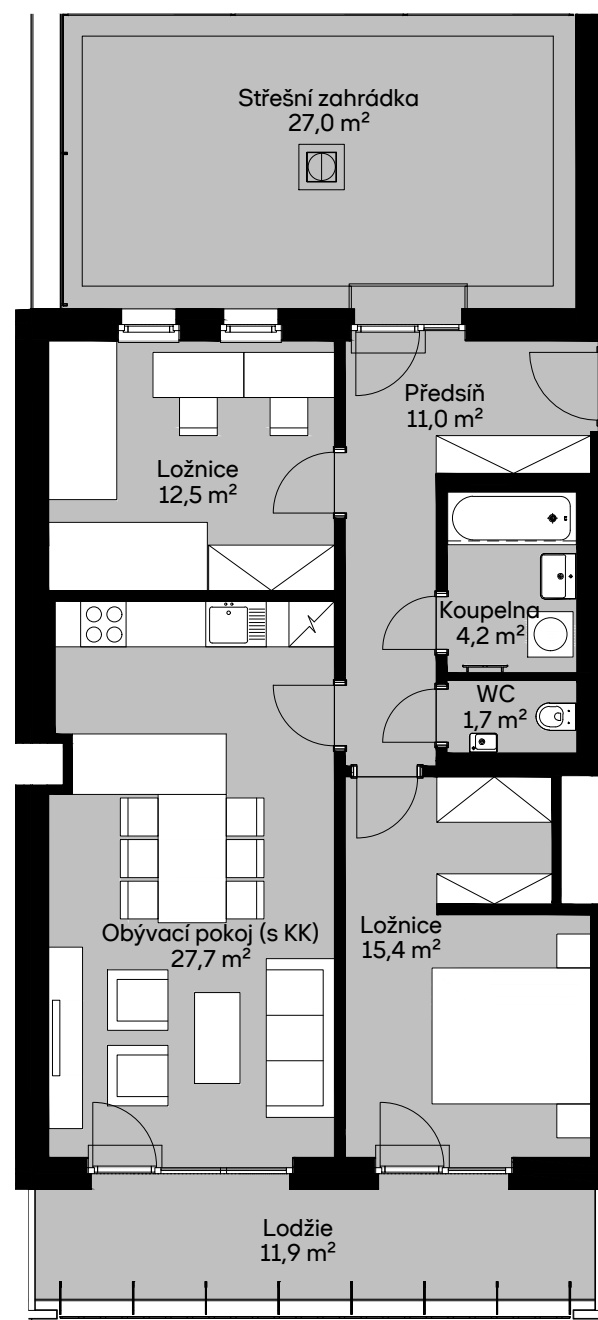 Střešní zahrádka
27,0 m²
Předsíň
11,0 m²
Ložnice
12,5 m²
Koupelna
4,2 m²
WC
1,7 m²
Obývací pokoj (s KK)
27,7 m²
Ložnice
15,4 m²
Lodžie
11,9 m²